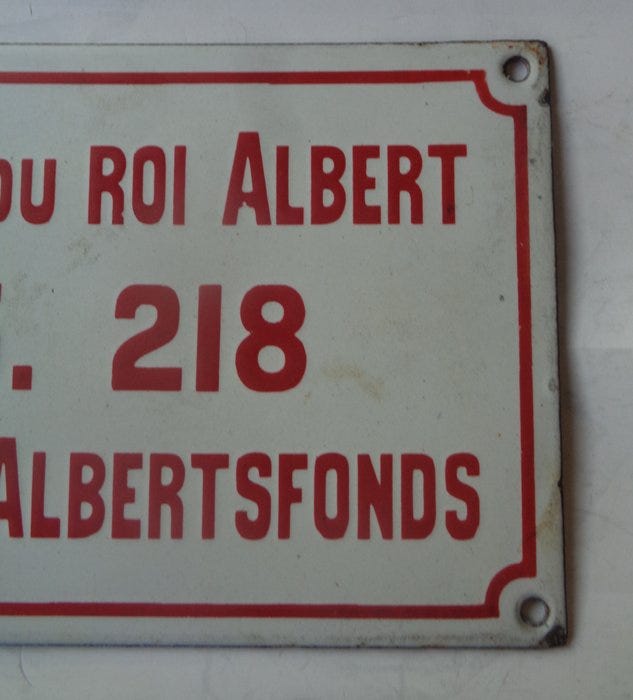 DU ROI ALBERT
. 218
ALBERTSFONDS